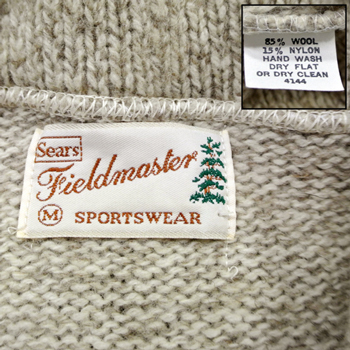 85% WOOL
15% NYLON
HAND WASH
DRY FLAT
OR DRY CLEAN
4144
Sears
Fieldmaster
M SPORTSWEAR